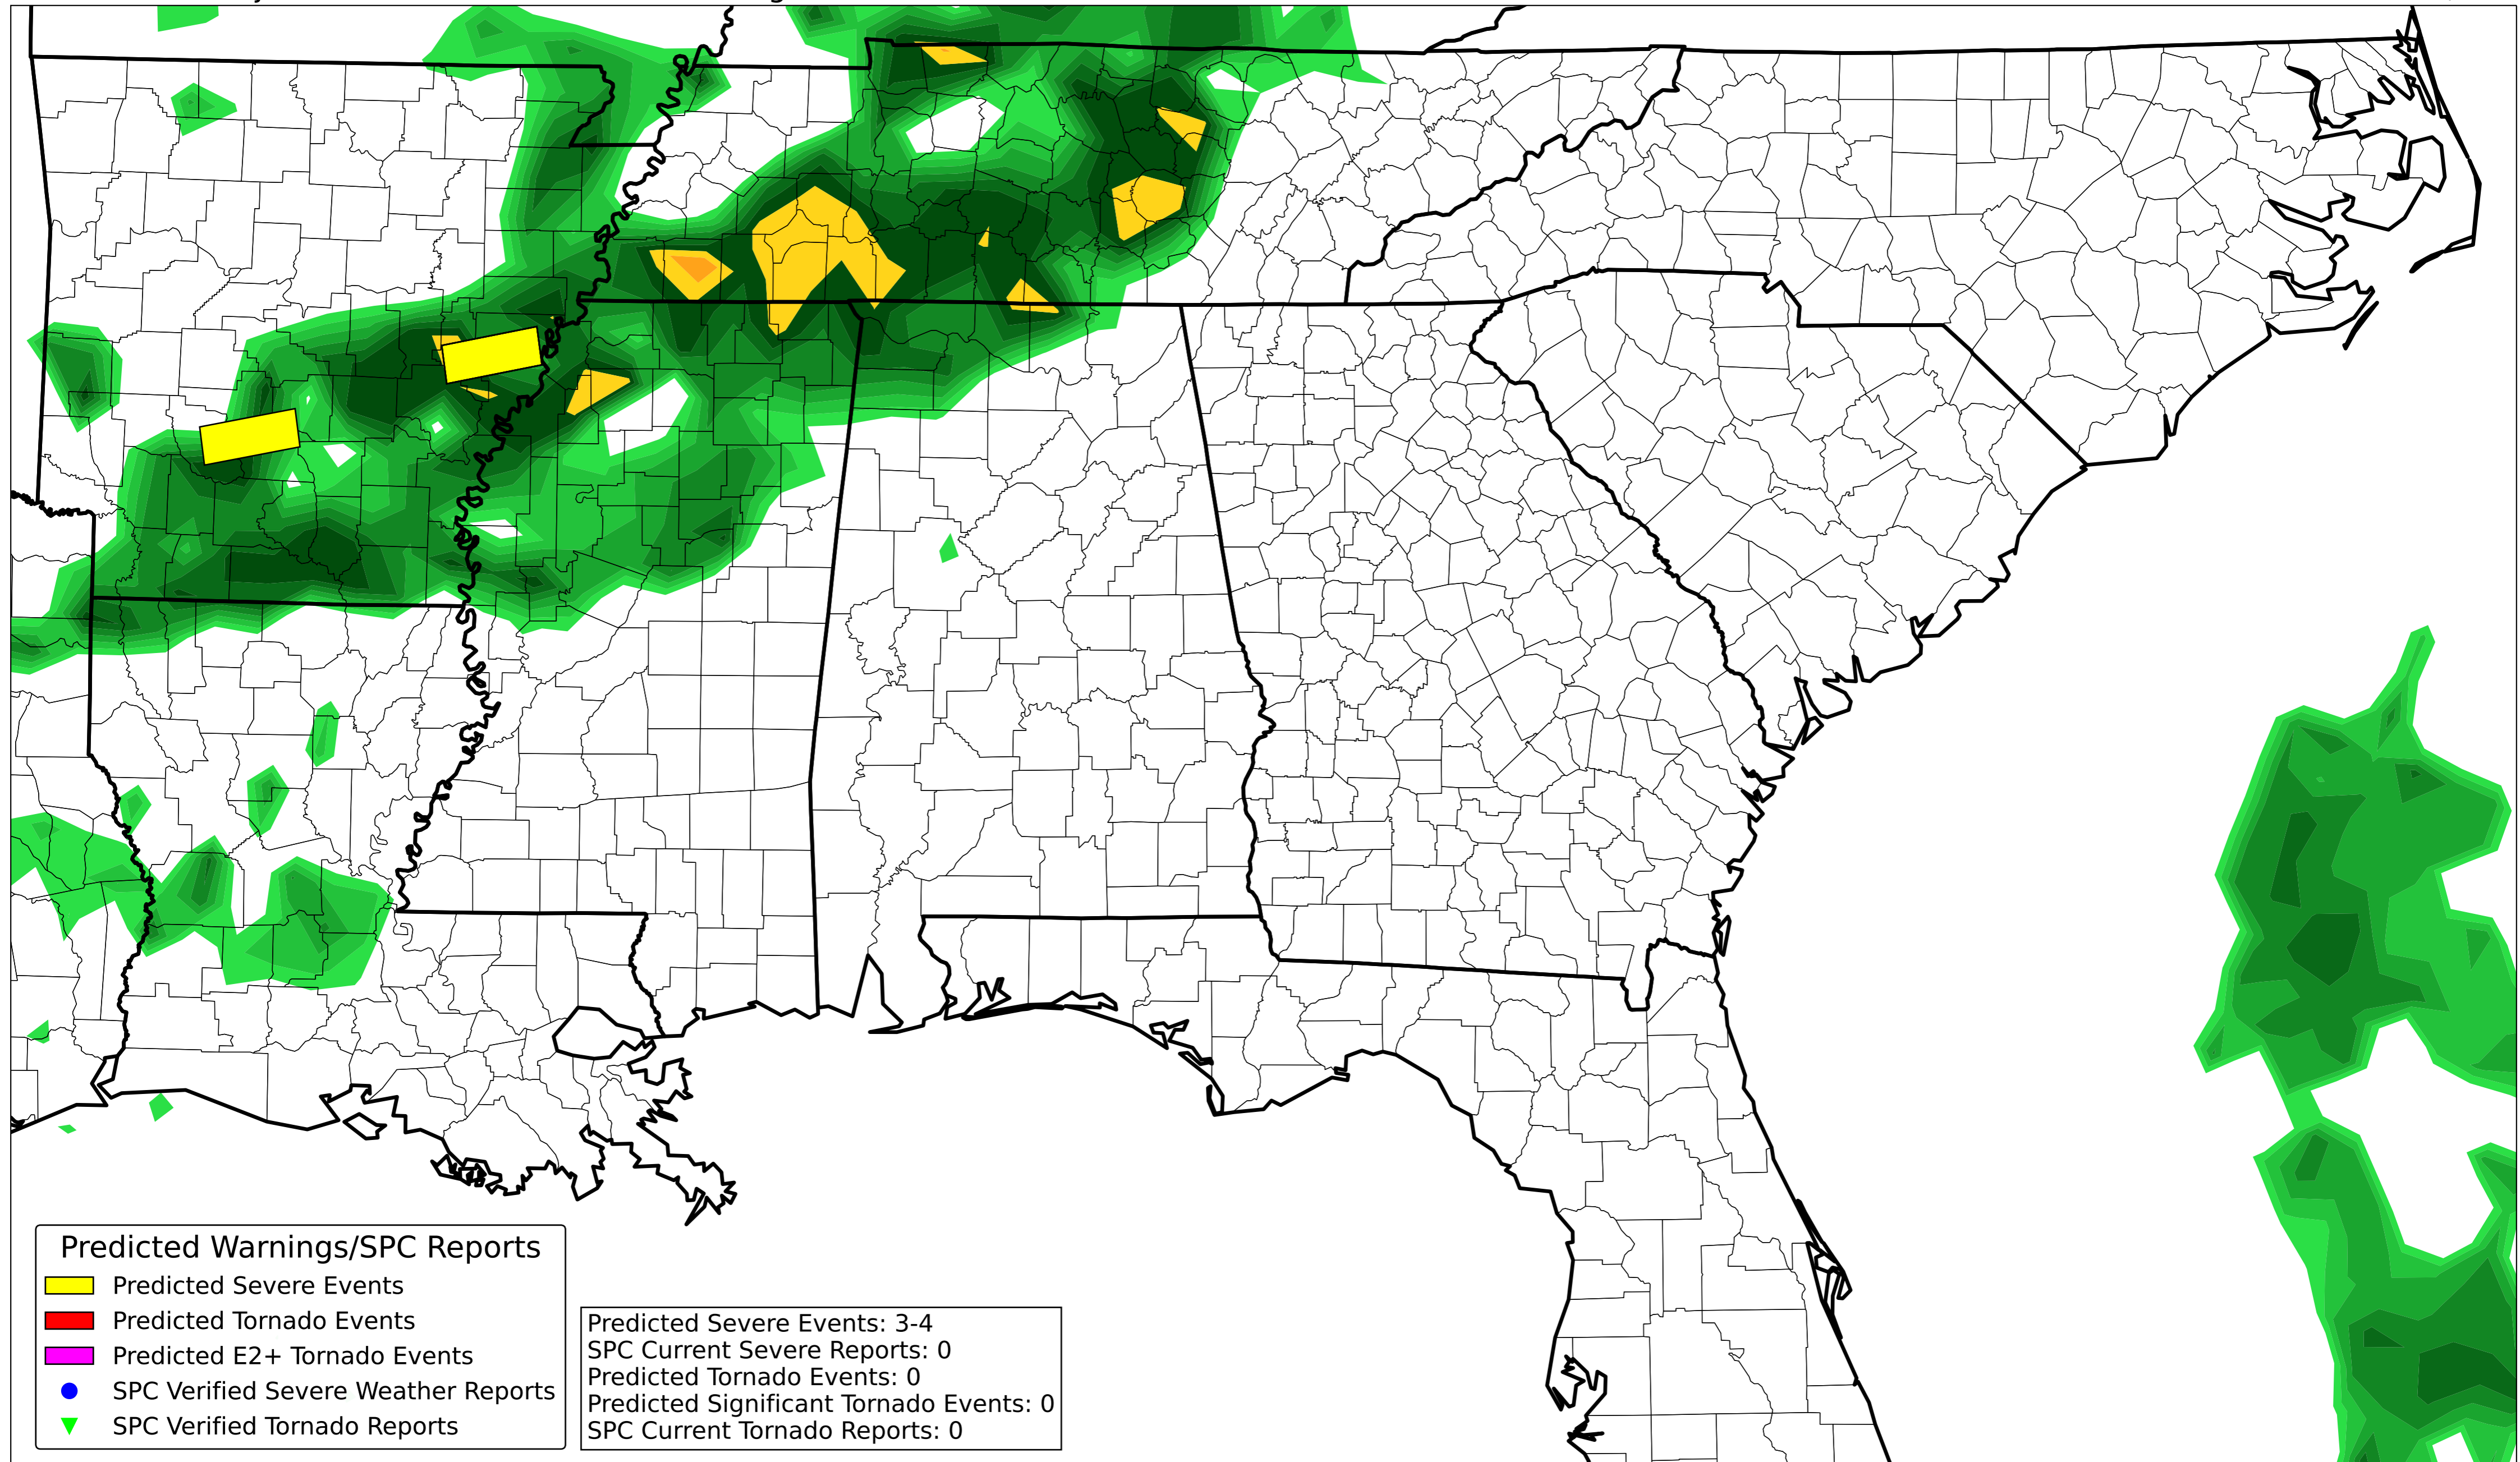 Predicted Warnings/SPC Reports
Predicted Severe Events
Predicted Tornado Events
Predicted E2+ Tornado Events
SPC Verified Severe Weather Reports
SPC Verified Tornado Reports
Predicted Severe Events: 3-4
SPC Current Severe Reports: 0
Predicted Tornado Events: 0
Predicted Significant Tornado Events: 0
SPC Current Tornado Reports: 0